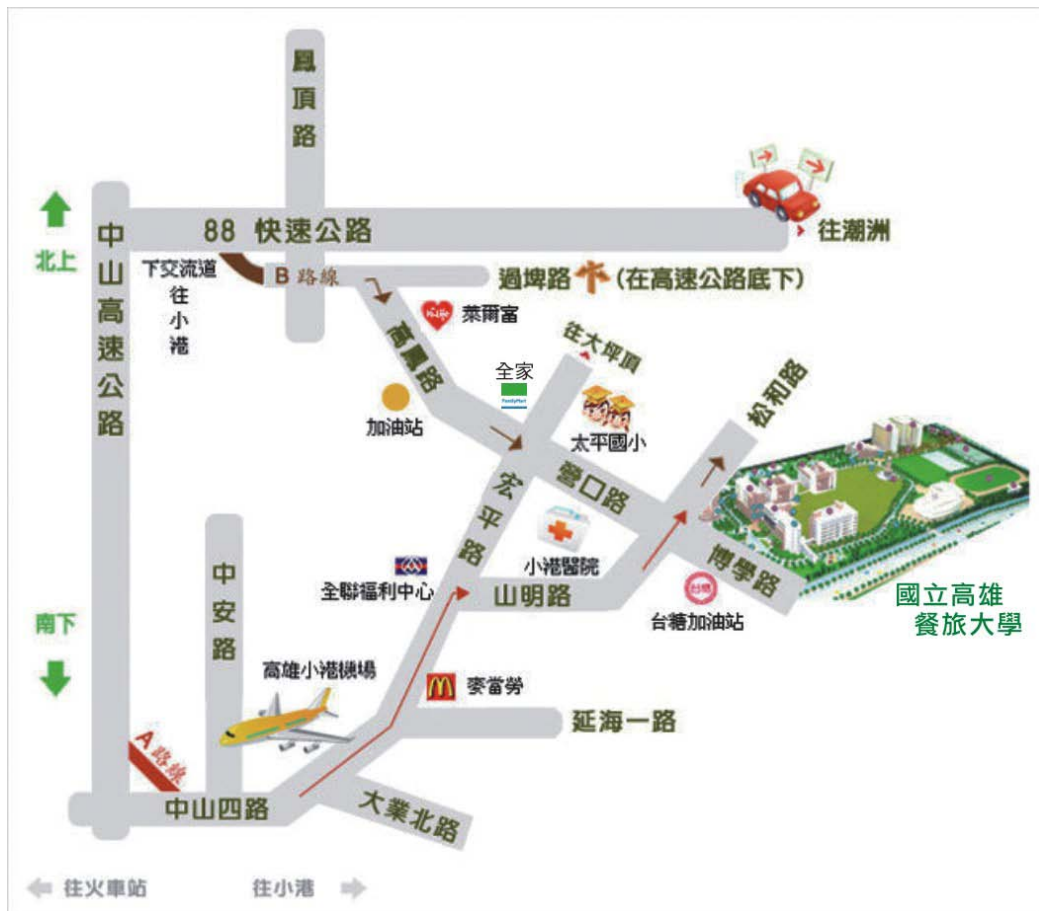 鳳頂路
中山高速公路
北上
88 快速公路
往潮洲
下交流道
往小港
B 路線
過埤路
(在高速公路底下)
萊爾富
高鳳路
往大坪頂
全家
FamilyMart
加油站
太平國小
松和路
宏平路
營口路
中安路
小港醫院
博學路
全聯福利中心
山明路
台糖
台糖加油站
國立高雄
餐旅大學
南下
高雄小港機場
麥當勞
延海一路
A 路線
中山四路
大業北路
往火車站
往小港